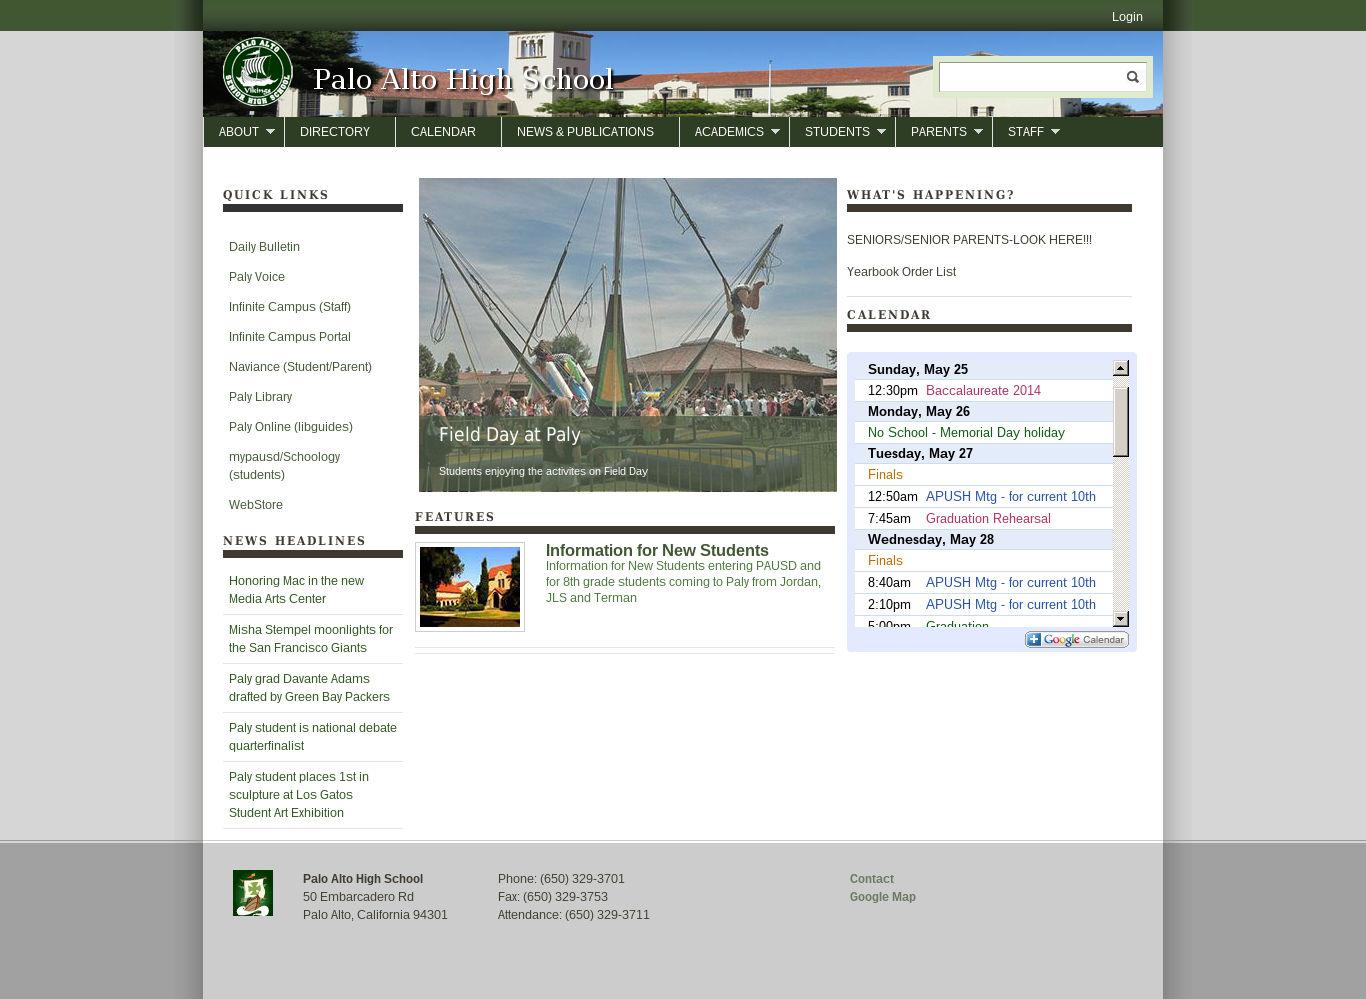 Login
PALO ALTO
Vikings
SENIOR HIGH SCHOOL
Palo Alto High School
ABOUT
DIRECTORY
CALENDAR
NEWS & PUBLICATIONS
ACADEMICS
STUDENTS
PARENTS
STAFF
QUICK LINKS
Daily Bulletin
Paly Voice
Infinite Campus (Staff)
Infinite Campus Portal
Naviance (Student/Parent)
Paly Library
Paly Online (libguides)
mypausd/Schoology
(students)
WebStore
NEWS HEADLINES
Honoring Mac in the new
Media Arts Center
Misha Stempel moonlights for
the San Francisco Giants
Paly grad Davante Adams
drafted by Green Bay Packers
Paly student is national debate
quarterfinalist
Paly student places 1st in
sculpture at Los Gatos
Student Art Exhibition
Field Day at Paly
Students enjoying the activites on Field Day
FEATURES
Information for New Students
Information for New Students entering PAUSD and
for 8th grade students coming to Paly from Jordan,
JLS and Terman
WHAT'S HAPPENING?
SENIORS/SENIOR PARENTS-LOOK HERE!!!
Yearbook Order List
CALENDAR
Sunday, May 25
12:30pm Baccalaureate 2014
Monday, May 26
No School - Memorial Day holiday
Tuesday, May 27
Finals
12:50am APUSH Mtg - for current 10th
7:45am Graduation Rehearsal
Wednesday, May 28
Finals
8:40am APUSH Mtg - for current 10th
2:10pm APUSH Mtg - for current 10th
5:00pm Graduation
Google Calendar
Palo Alto High School
50 Embarcadero Rd
Palo Alto, California 94301
Phone: (650) 329-3701
Fax: (650) 329-3753
Attendance: (650) 329-3711
Contact
Google Map